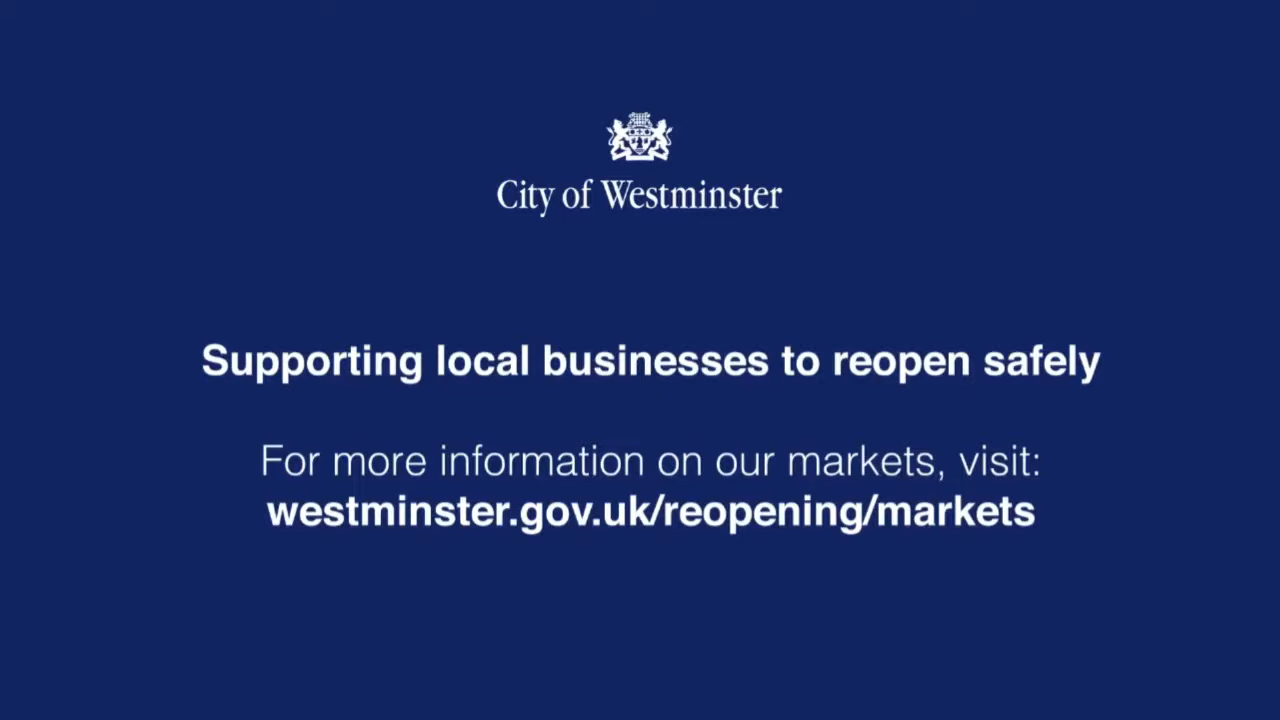 City of Westminster
Supporting local businesses to reopen safely
For more information on our markets, visit:
westminster.gov.uk/reopening/markets